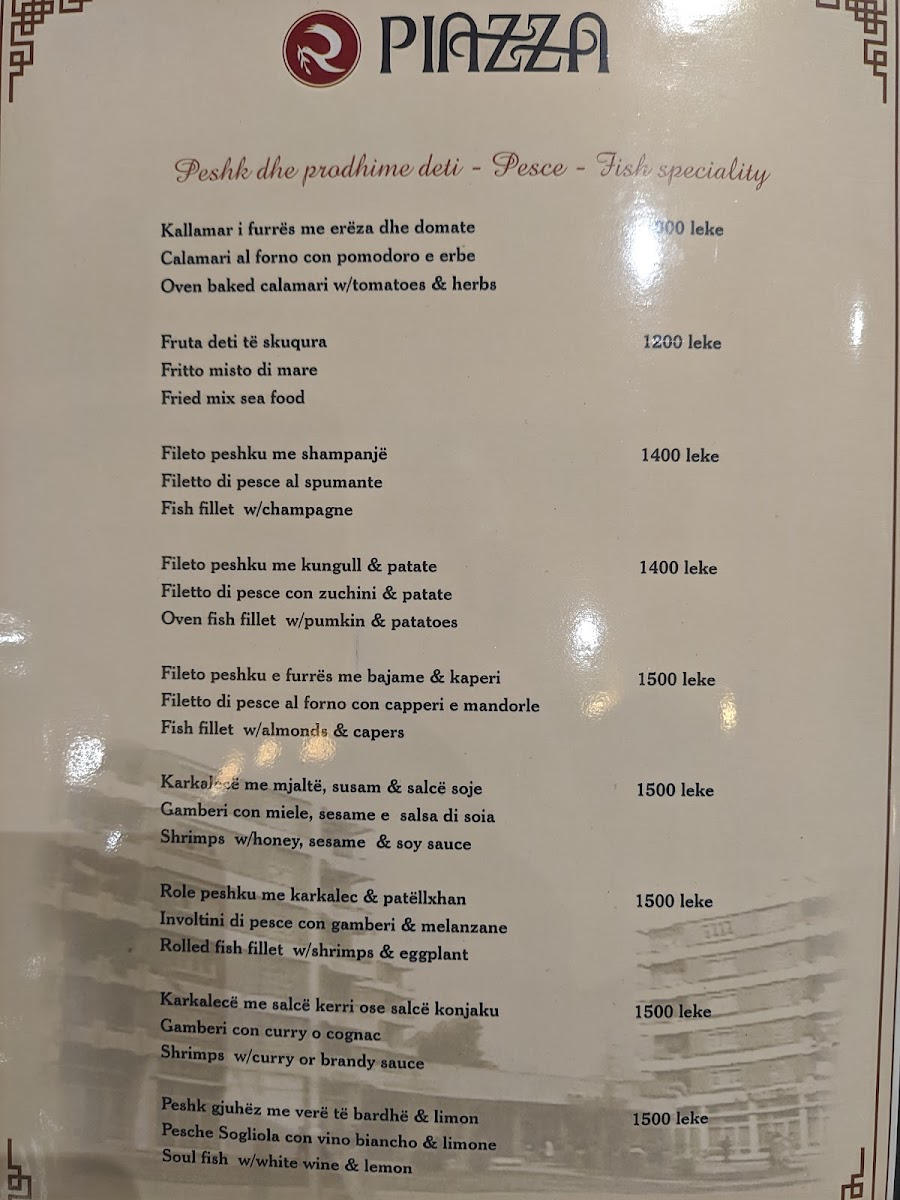 PIAZZA
Peshk dhe prodhime deti - Pesce - Fish speciality
Kallamar i furrës me erëza dhe domate
leke
Calamari al forno con pomodoro e erbe
Oven baked calamari w/tomatoes & herbs
Fruta deti të skuqura 1200 leke
Fritto misto di mare
Fried mix sea food
Fileto peshku me shampanjë 1400 leke
Filetto di pesce al spumante
Fish fillet w/champagne
Fileto peshku me kungull & patate 1400 leke
Filetto di pesce con zuchini & patate
Oven fish fillet w/pumkin & patatoes
Fileto peshku e furrës me bajame & kaperi 1500 leke
Filetto di pesce al forno con capperi e mandorle
Fish fillet w/almonds & capers
Karkalecë me mjaltë, susam & salcë soje 1500 leke
Gamberi con miele, sesame e salsa di soia
Shrimps w/honey, sesame & soy sauce
Role peshku me karkalec & patëllxhan 1500 leke
Involtini di pesce con gamberi & melanzane
Rolled fish fillet w/shrimps & eggplant
Karkalecë me salcë kerri ose salcë konjaku 1500 leke
Gamberi con curry o cognac
Shrimps w/curry or brandy sauce
Peshk gjuhëz me verë të bardhë & limon 1500 leke
Pesche Sogliola con vino biancho & limone
Soul fish w/white wine & lemon